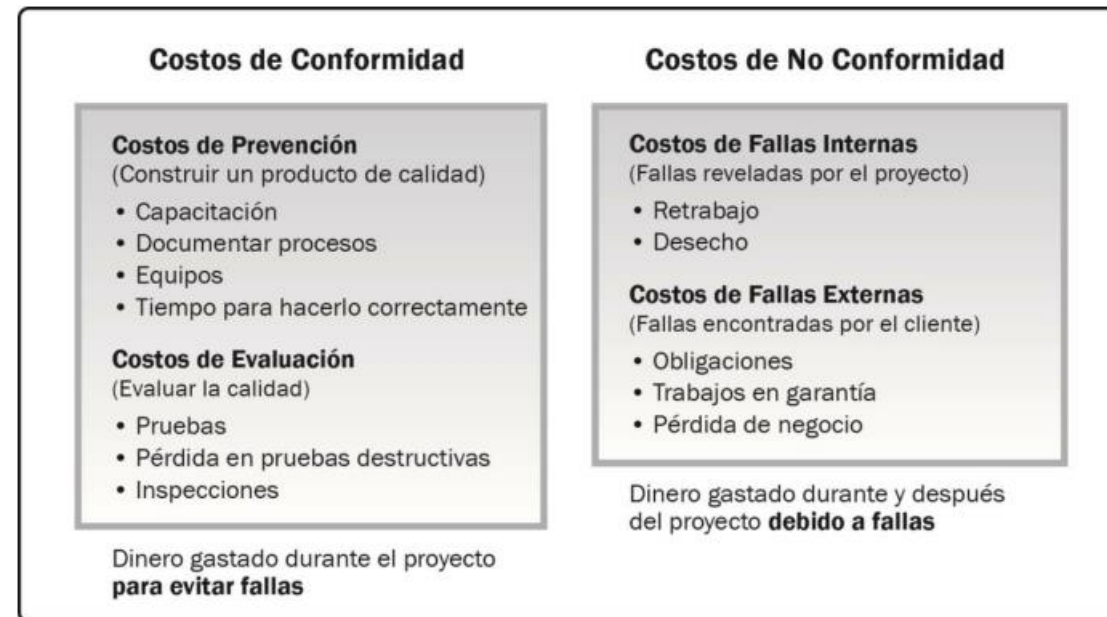 Costos de Conformidad
Costos de Prevención
(Construir un producto de calidad)
• Capacitación
• Documentar procesos
• Equipos
• Tiempo para hacerlo correctamente
Costos de Evaluación
(Evaluar la calidad)
• Pruebas
• Pérdida en pruebas destructivas
• Inspecciones
Dinero gastado durante el proyecto
para evitar fallas
Costos de No Conformidad
Costos de Fallas Internas
(Fallas reveladas por el proyecto)
• Retrabajo
• Desecho
Costos de Fallas Externas
(Fallas encontradas por el cliente)
• Obligaciones
• Trabajos en garantía
• Pérdida de negocio
Dinero gastado durante y después
del proyecto debido a fallas